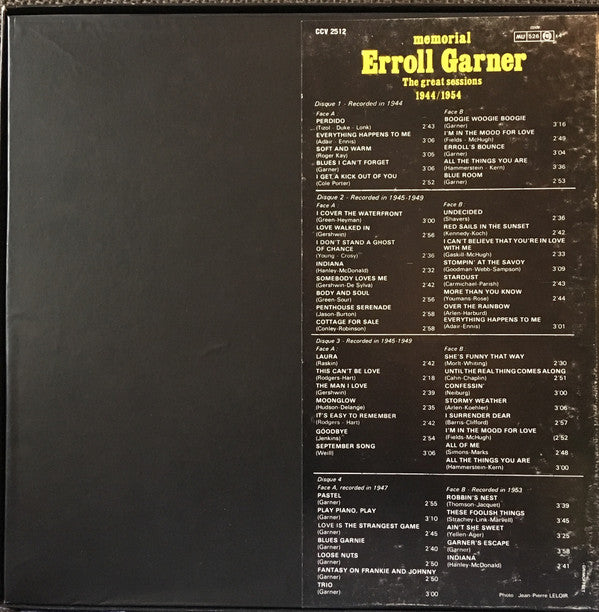 CCV 2512
DISTR.
MU 526
memorial
Erroll Garner
The great sessions
1944/1954
Disque 1 - Recorded in 1944
Face A :
PERDIDO
(Tizol - Duke - Lonk) 2'43
EVERYTHING HAPPENS TO ME
(Adair - Ennis) 3'06
SOFT AND WARM
(Roger Kay) 3'05
BLUES I CAN'T FORGET
(Garner) 3'06
I GET A KICK OUT OF YOU
(Cole Porter) 2'52
Face B :
BOOGIE WOOGIE BOOGIE
(Garner) 3'16
I'M IN THE MOOD FOR LOVE
(Fields - McHugh) 2'49
ERROLL'S BOUNCE
(Garner) 3'04
ALL THE THINGS YOU ARE
(Hammerstein - Kern) 3'36
BLUE ROOM
(Garner) 2'53
Disque 2 - Recorded in 1945-1949
Face A :
I COVER THE WATERFRONT
(Green-Heyman) 3'00
LOVE WALKED IN
(Gershwin) 2'56
I DON'T STAND A GHOST
OF CHANCE
(Young - Crosy) 2'36
INDIANA
(Hanley-McDonald) 2'32
SOMEBODY LOVES ME
(Gershwin-De Sylva) 2'42
BODY AND SOUL
(Green-Sour) 2'56
PENTHOUSE SERENADE
(Jason-Burton) 2'58
COTTAGE FOR SALE
(Conley-Robinson) 2'58
Face B :
UNDECIDED
(Shavers) 2'36
RED SAILS IN THE SUNSET
(Kennedy-Koch) 2'42
I CAN'T BELIEVE THAT YOU'RE IN LOVE
WITH ME
(Gaskill-McHugh) 2'33
STOMPIN' AT THE SAVOY
(Goodman-Webb-Sampson) 3'09
STARDUST
(Carmichael-Parish) 2'43
MORE THAN YOU KNOW
(Youmans-Rose) 2'44
OVER THE RAINBOW
(Arlen-Harburd)
EVERYTHING HAPPENS TO ME
(Adair-Ennis) 3'01
Disque 3 - Recorded in 1945-1949
Face A :
LAURA
(Raskin) 2'42
THIS CAN'T BE LOVE
(Rodgers-Hart) 2'18
THE MAN I LOVE
(Gershwin) 2'39
MOONGLOW
(Hudson-Delange) 2'35
IT'S EASY TO REMEMBER
(Rodgers - Hart) 2'42
GOODBYE
(Jenkins) 2'54
SEPTEMBER SONG
(Weill) 3'06
Face B :
SHE'S FUNNY THAT WAY
(Morit-Whiting) 2'30
UNTIL THE REAL THING COMES ALONG
(Cahn Chaplin) 2'51
CONFESSIN'
(Neiburg) 3'00
STORMY WEATHER
(Arlen-Koehler) 3'06
I SURRENDER DEAR
(Barris-Clifford) 2'57
I'M IN THE MOOD FOR LOVE
(Fields-McHugh) (2'52
ALL OF ME
(Simons-Marks 2'48
ALL THE THINGS YOU ARE
(Hammerstein-Kern) 3'00
Disque 4
Face A, recorded in 1947
PASTEL
(Garner) 2'55
PLAY PIANO, PLAY
(Garner) 3'10
LOVE IS THE STRANGEST GAME
(Garner) 2'45
BLUES GARNIE
(Garner) 2'40
LOOSE NUTS
(Garner) 2'50
FANTASY ON FRANKIE AND JOHNNY
(Garner) 2'50
TRIO
(Garner) 3'00
Face B - Recorded in 1953
ROBBIN'S NEST
(Thomson-Jacquet) 3'39
THESE FOOLISH THINGS
(Strachey-Link-Marvell) 3'45
AIN'T SHE SWEET
(Yellen-Ager) 3'25
GARNER'S ESCAPE
(Garner) 3'58
INDIANA
(Hanley-McDonald) 2'41
Photo : Jean-Pierre LELOIR